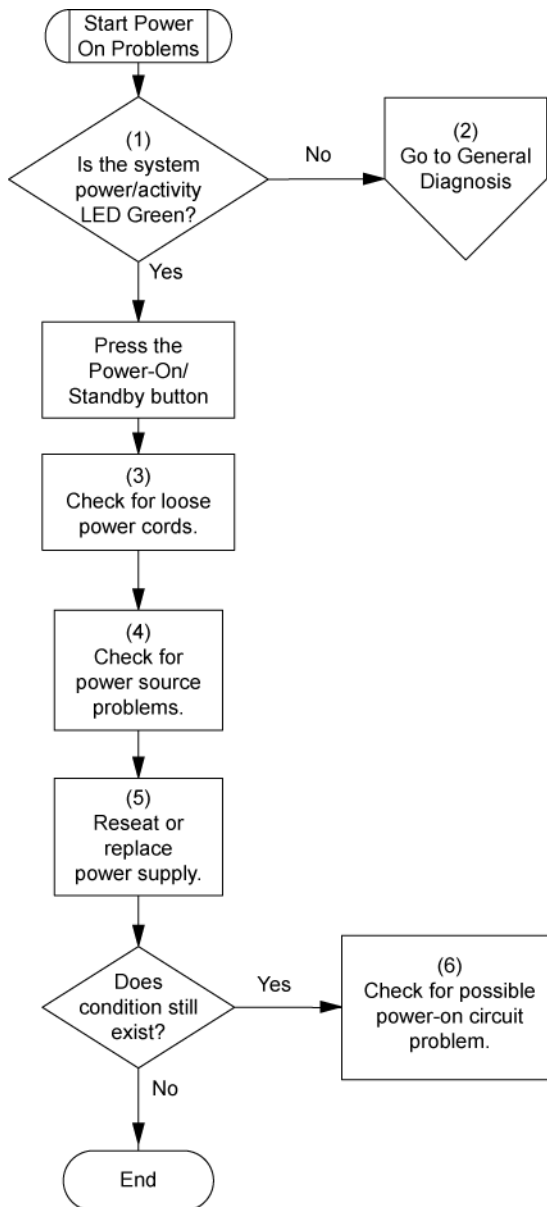 Start Power
On Problems
(1)
Is the system
power/activity
LED Green?
No
(2)
Go to General
Diagnosis
Yes
Press the
Power-On/
Standby button
(3)
Check for loose
power cords.
(4)
Check for
power source
problems.
(5)
Reseat or
replace
power supply.
Does
condition still
exist?
Yes
(6)
Check for possible
power-on circuit
problem.
No
End